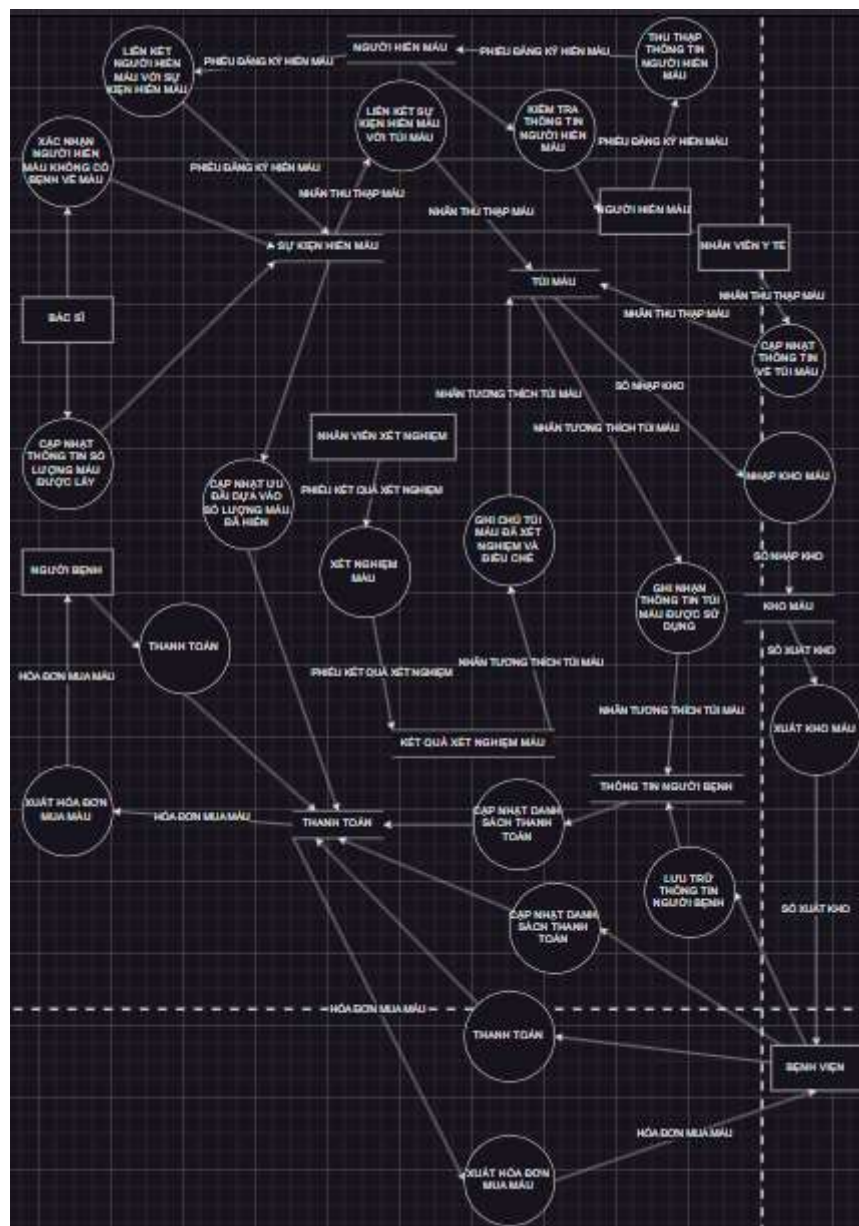 LIÊN KẾT
NGƯỜI HIẾN
MÁU VỚI SỰ
KIỆN HIẾN MÁU
PHIẾU ĐĂNG KÝ HIẾN MÁU
NGƯỜI HIẾN MÁU
PHIẾU ĐĂNG KÝ HIẾN MÁU
THU THẬP
THÔNG TIN
NGƯỜI HIẾN
MÁU
LIÊN KẾT SỰ
KIỆN HIẾN MÁU
VỚI TÚI MÁU
KIỂM TRA
THÔNG TIN
NGƯỜI HIẾN
MÁU
XÁC NHẬN
NGƯỜI HIẾN
MÁU KHÔNG CÓ
BỆNH VỀ MÁU
PHIẾU ĐĂNG KÝ HIẾN MÁU
PHIẾU ĐĂNG KÝ HIẾN MÁU
NHÃN THU THẬP MÁU
NHÃN THU THẬP MÁU
NGƯỜI HIẾN MÁU
SỰ KIỆN HIẾN MÁU
NHÂN VIÊN Y TẾ
TÚI MÁU
NHÃN THU THẬP MÁU
NHÃN THU THẬP MÁU
BÁC SĨ
CẬP NHẬT
THÔNG TIN
VỀ TÚI MÁU
NHÃN TƯƠNG THÍCH TÚI MÁU
SỔ NHẬP KHO
NHÃN TƯƠNG THÍCH TÚI MÁU
NHÂN VIÊN XÉT NGHIỆM
CẬP NHẬT
THÔNG TIN SỐ
LƯỢNG MÁU
ĐƯỢC LẤY
CẬP NHẬT ƯU
ĐÃI DỰA VÀO
SỐ LƯỢNG MÁU
ĐÃ HIẾN
PHIẾU KẾT QUẢ XÉT NGHIỆM
NHẬP KHO MÁU
GHI CHÚ TÚI
MÁU ĐÃ XÉT
NGHIỆM VÀ
ĐIỀU CHẾ
SỔ NHẬP KHO
NGƯỜI BỆNH
XÉT NGHIỆM
MÁU
GHI NHẬN
THÔNG TIN TÚI
MÁU ĐƯỢC SỬ
DỤNG
KHO MÁU
THANH TOÁN
SỔ XUẤT KHO
HÓA ĐƠN MUA MÁU
PHIẾU KẾT QUẢ XÉT NGHIỆM
NHÃN TƯƠNG THÍCH TÚI MÁU
NHÃN TƯƠNG THÍCH TÚI MÁU
XUẤT KHO MÁU
KẾT QUẢ XÉT NGHIỆM MÁU
THÔNG TIN NGƯỜI BỆNH
XUẤT HÓA ĐƠN
MUA MÁU
HÓA ĐƠN MUA MÁU
THANH TOÁN
CẬP NHẬT DANH
SÁCH THANH
TOÁN
LƯU TRỮ
THÔNG TIN
NGƯỜI BỆNH
SỔ XUẤT KHO
CẬP NHẬT DANH
SÁCH THANH
TOÁN
HÓA ĐƠN MUA MÁU
THANH TOÁN
BỆNH VIỆN
HÓA ĐƠN MUA MÁU
XUẤT HÓA ĐƠN
MUA MÁU